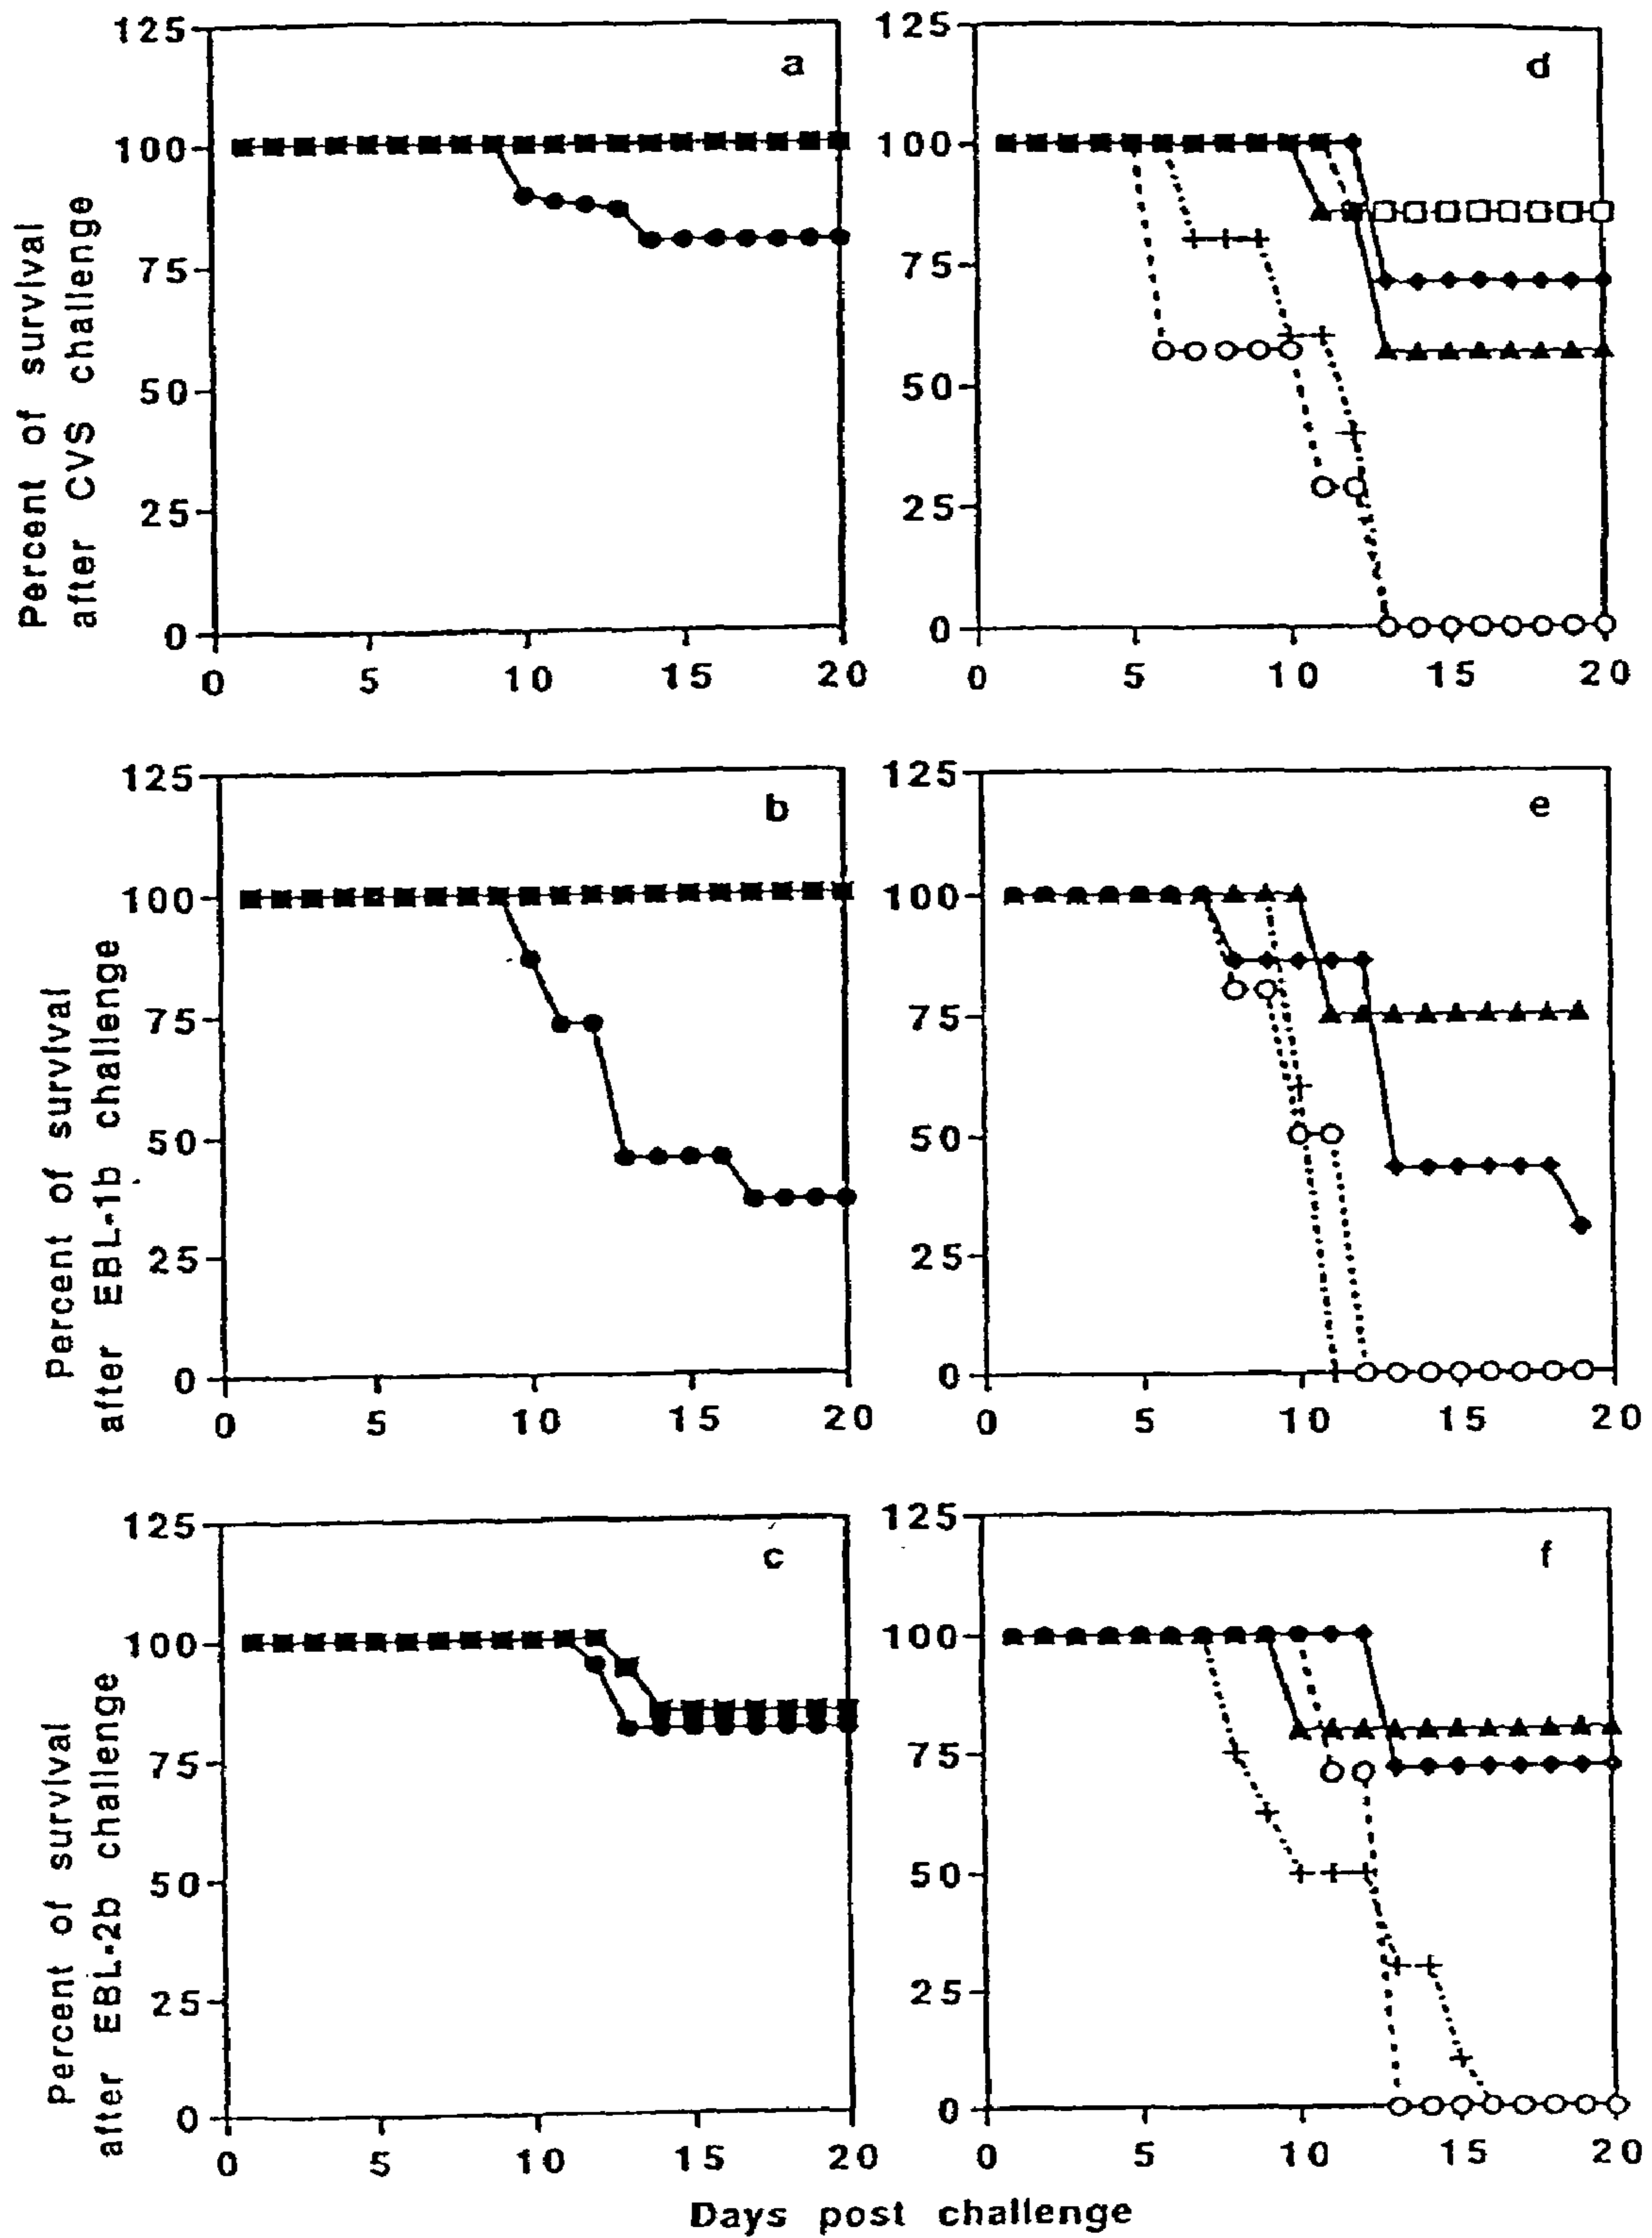 125
100
75
50
25
0
0 5 10 15 20
a
Percent of survival
after CVS challenge
125
100
75
50
25
0
0 5 10 15 20
d
125
100
75
50
25
0
0 5 10 15 20
b
Percent of survival
after EBL-1b challenge
125
100
75
50
25
0
0 5 10 15 20
e
125
100
75
50
25
0
0 5 10 15 20
c
Percent of survival
after EBL-2b challenge
125
100
75
50
25
0
0 5 10 15 20
f
Days post challenge